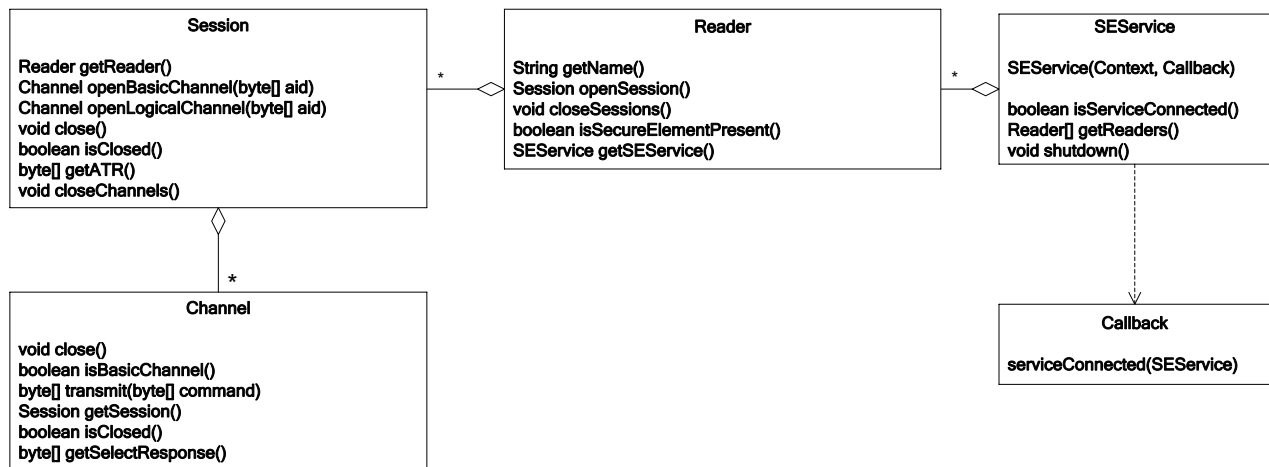 Session
Reader getReader()
Channel openBasicChannel(byte[] aid)
Channel openLogicalChannel(byte[] aid)
void close()
boolean isClosed()
byte[] getATR()
void closeChannels()
*
Reader
String getName()
Session openSession()
void closeSessions()
boolean isSecureElementPresent()
SEService getSEService()
*
SEService
SEService(Context, Callback)
boolean isServiceConnected()
Reader[] getReaders()
void shutdown()
*
Channel
void close()
boolean isBasicChannel()
byte[] transmit(byte[] command)
Session getSession()
boolean isClosed()
byte[] getSelectResponse()
Callback
serviceConnected(SEService)